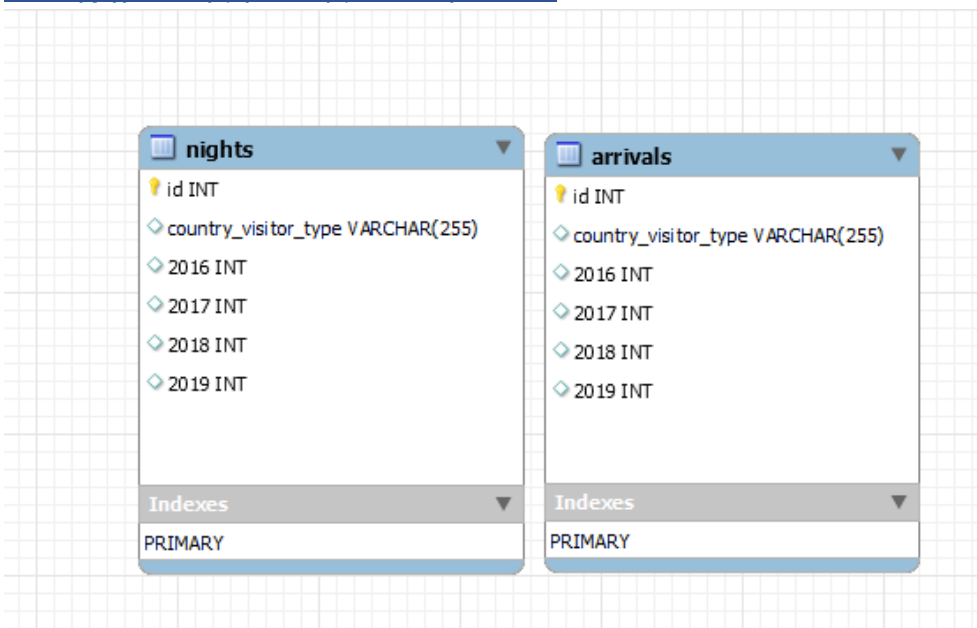 nights
id INT
country_visitor_type VARCHAR(255)
2016 INT
2017 INT
2018 INT
2019 INT
Indexes
PRIMARY
arrivals
id INT
country_visitor_type VARCHAR(255)
2016 INT
2017 INT
2018 INT
2019 INT
Indexes
PRIMARY